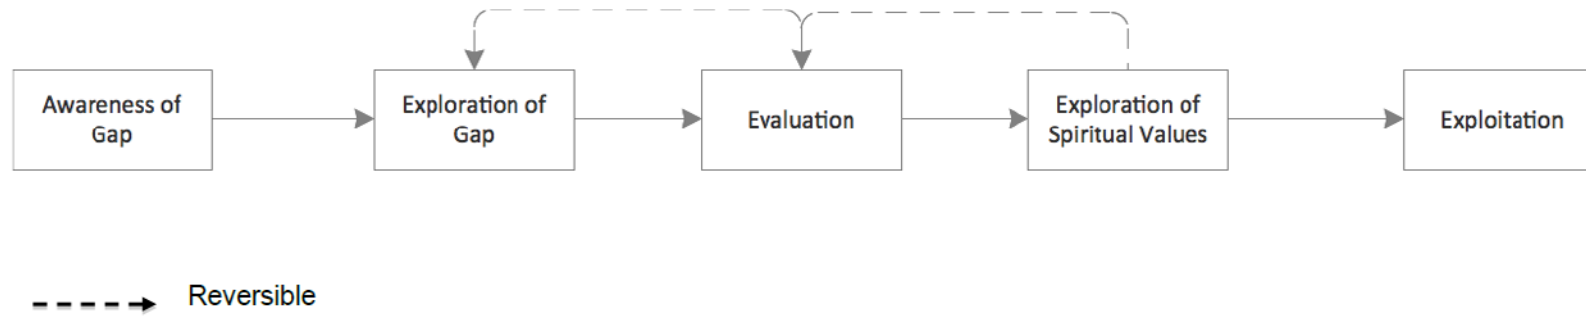 Awareness of
Gap
Exploration of
Gap
Evaluation
Exploration of
Spiritual Values
Exploitation
Reversible